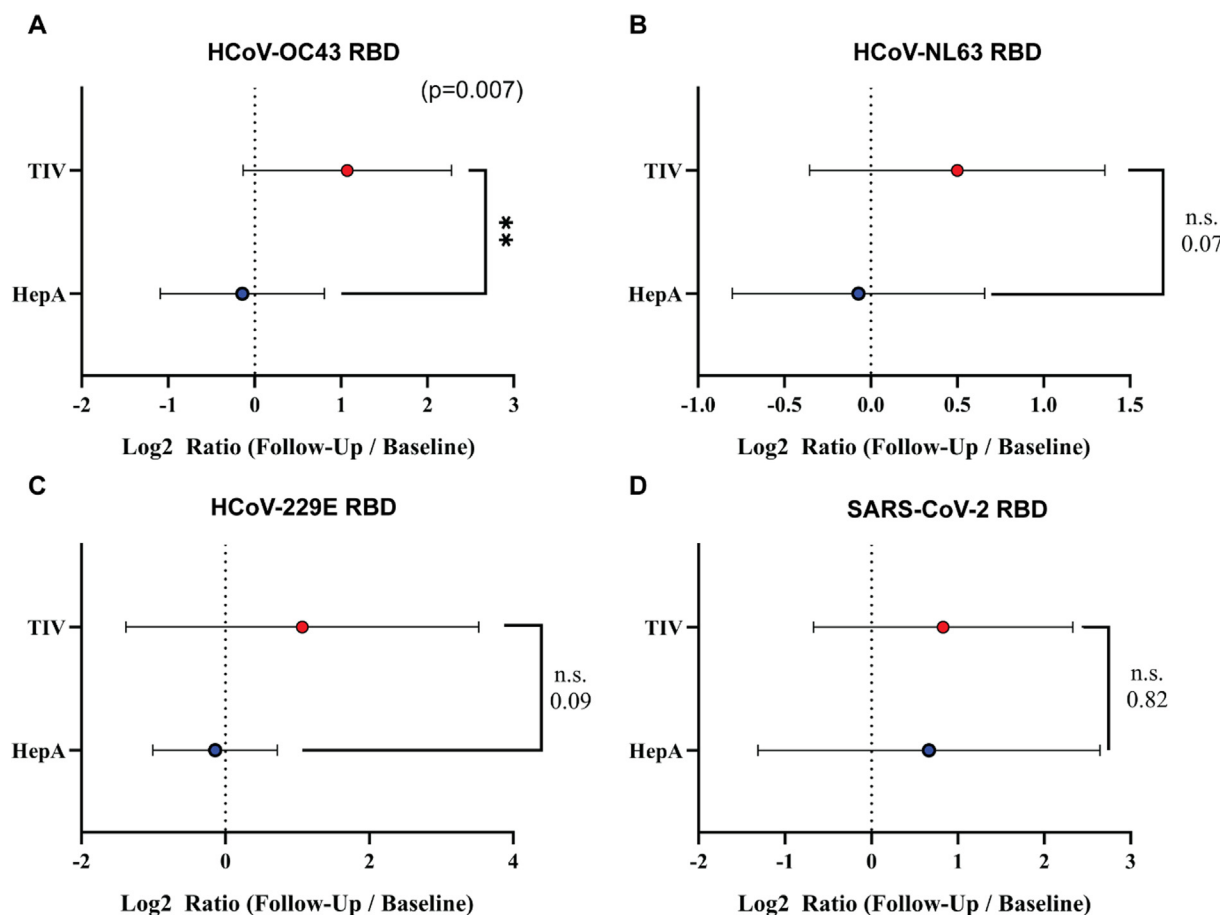 A
HCoV-OC43 RBD
(p=0.007)
TIV
**
HepA
-2 -1 0 1 2 3
Log2 Ratio (Follow-Up / Baseline)
B
HCoV-NL63 RBD
TIV
n.s.
0.07
HepA
-1.0 -0.5 0.0 0.5 1.0 1.5
Log2 Ratio (Follow-Up / Baseline)
C
HCoV-229E RBD
TIV
n.s.
0.09
HepA
-2 0 2 4
Log2 Ratio (Follow-Up / Baseline)
D
SARS-CoV-2 RBD
TIV
n.s.
0.82
HepA
-2 -1 0 1 2 3
Log2 Ratio (Follow-Up / Baseline)